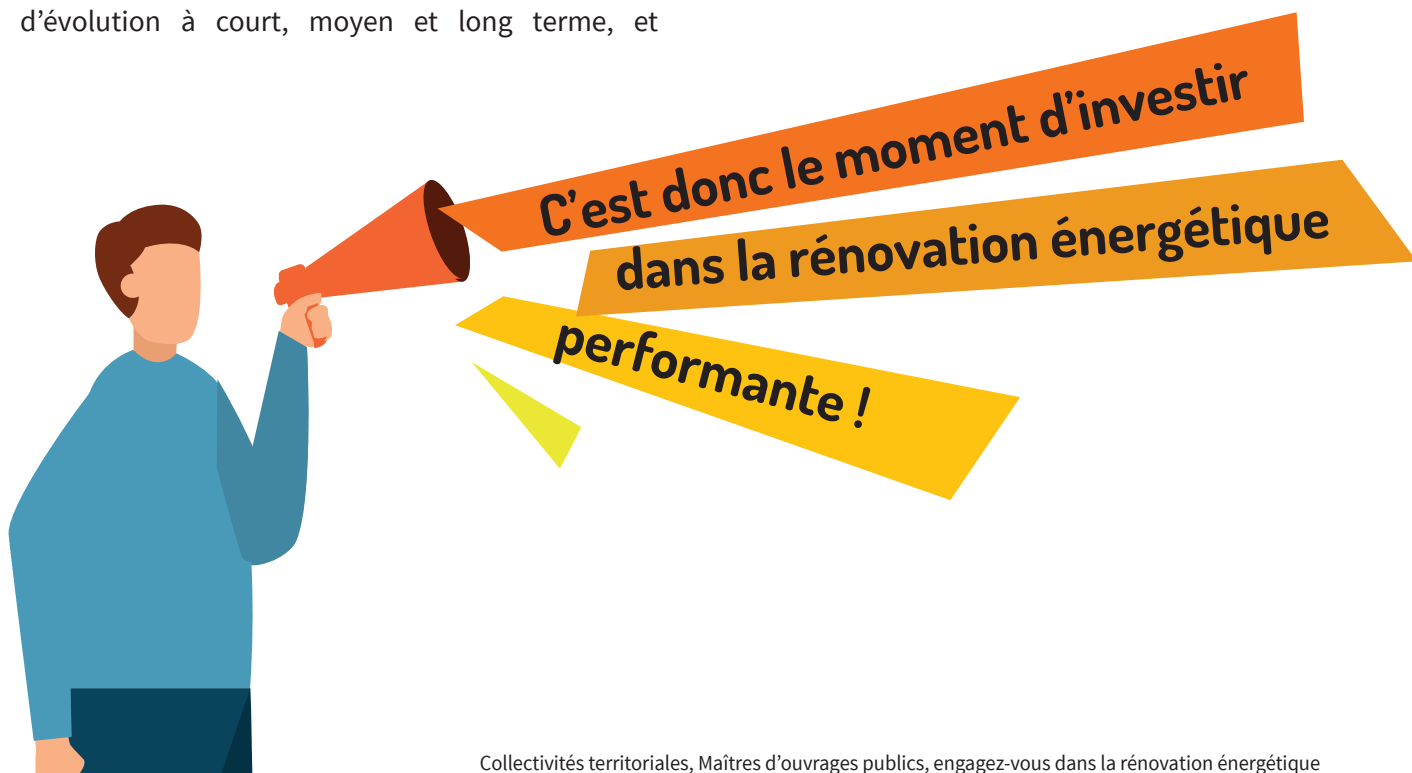 d’évolution à court, moyen et long terme, et
C’est donc le moment d’investir
dans la rénovation énergétique
performante !
Collectivités territoriales, Maîtres d’ouvrages publics, engagez-vous dans la rénovation énergétique